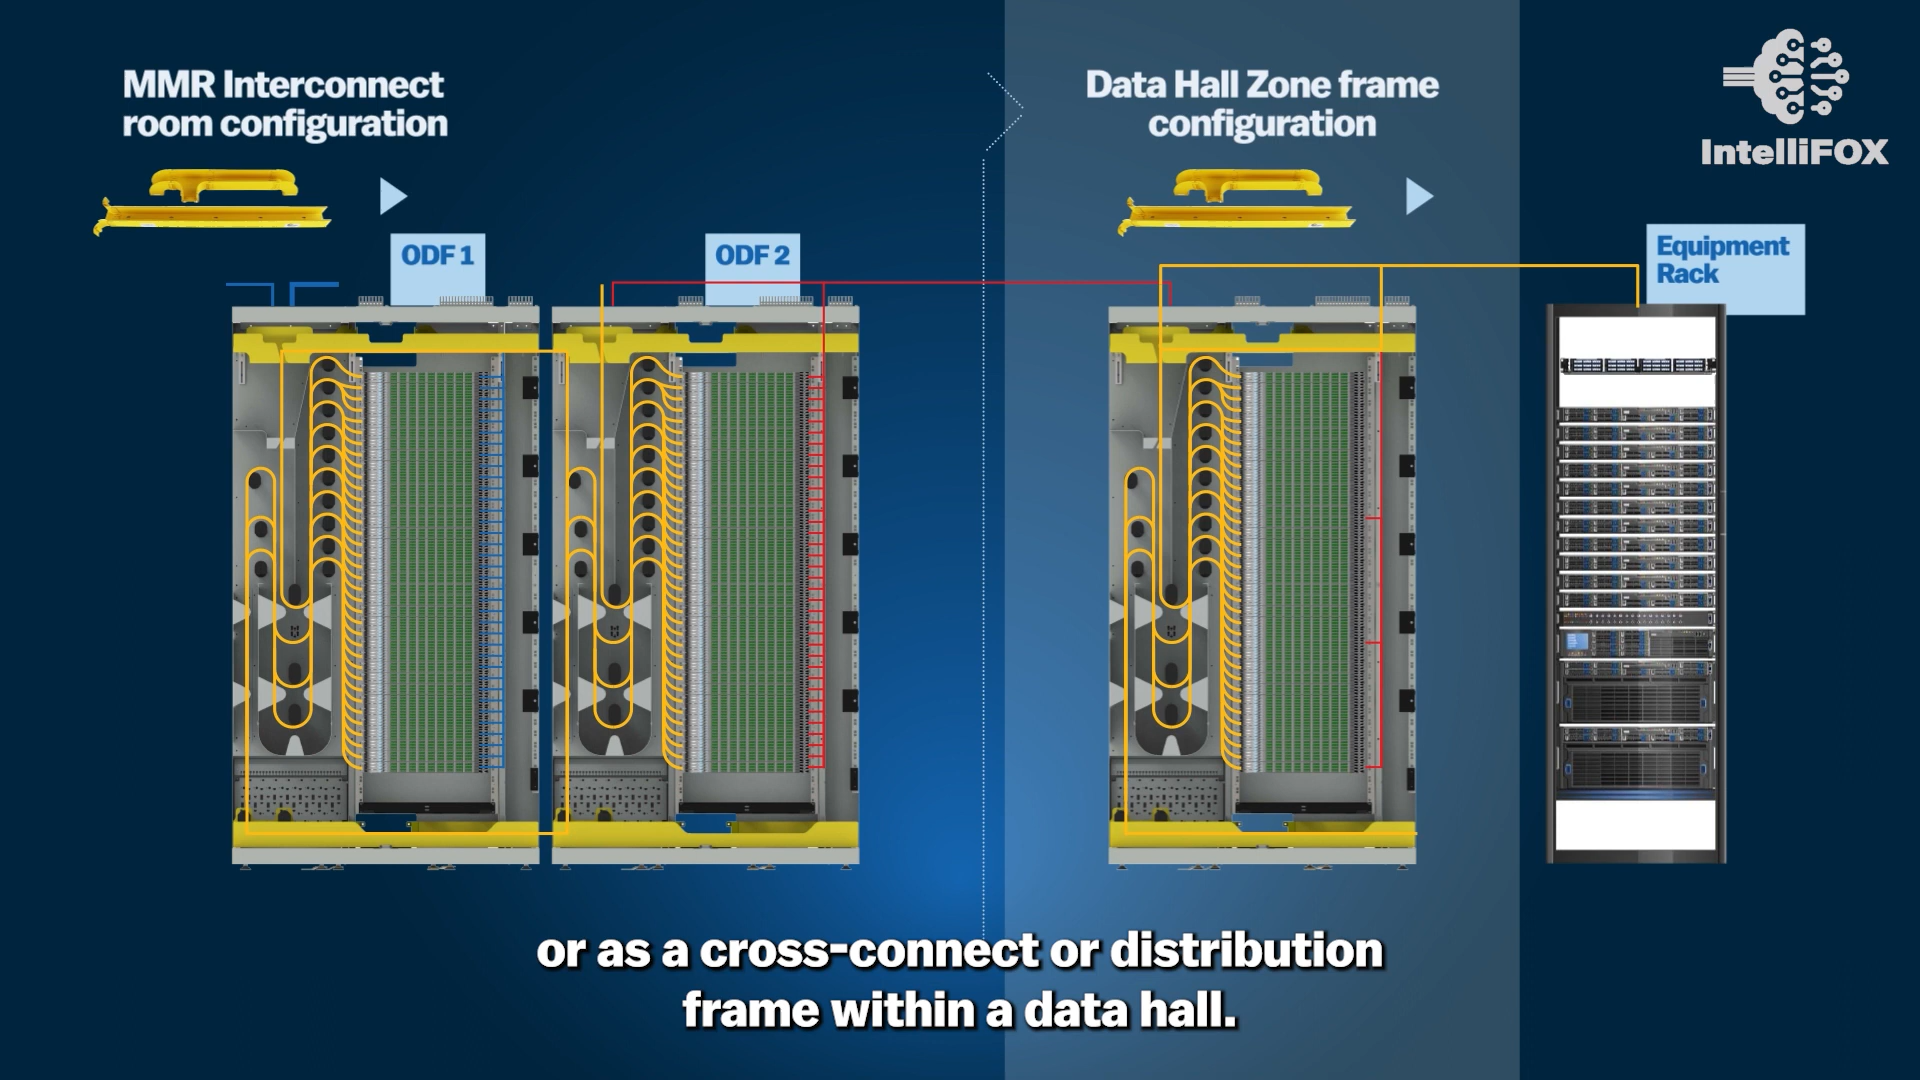 MMR Interconnect
room configuration
Data Hall Zone frame
configuration
IntelliFOX
ODF 1
ODF 2
Equipment
Rack
or as a cross-connect or distribution
frame within a data hall.